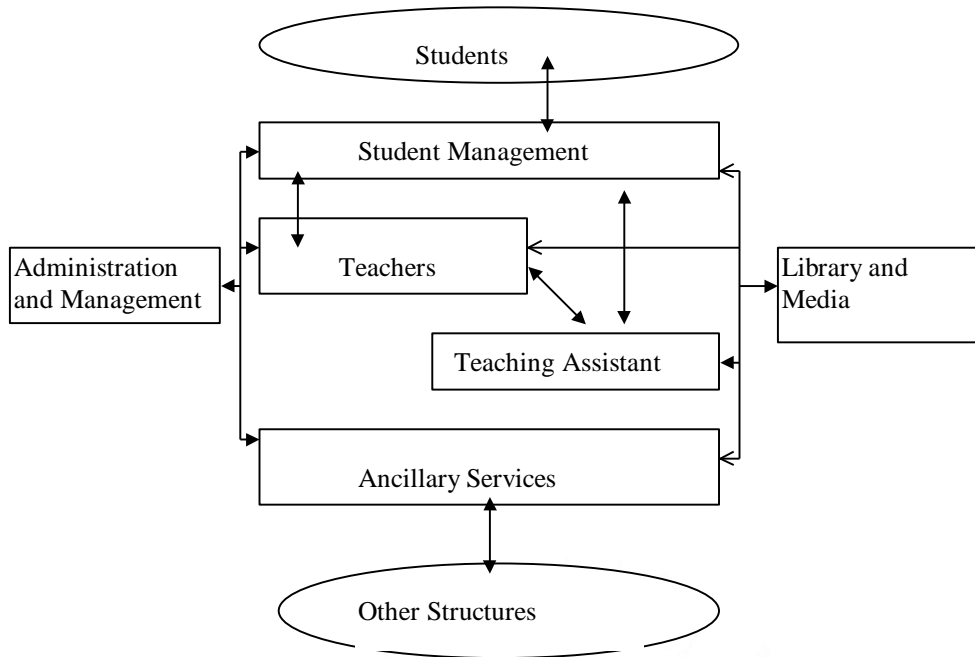 Students
Student Management
Teachers
Administration
and Management
Library and
Media
Teaching Assistant
Ancillary Services
Other Structures